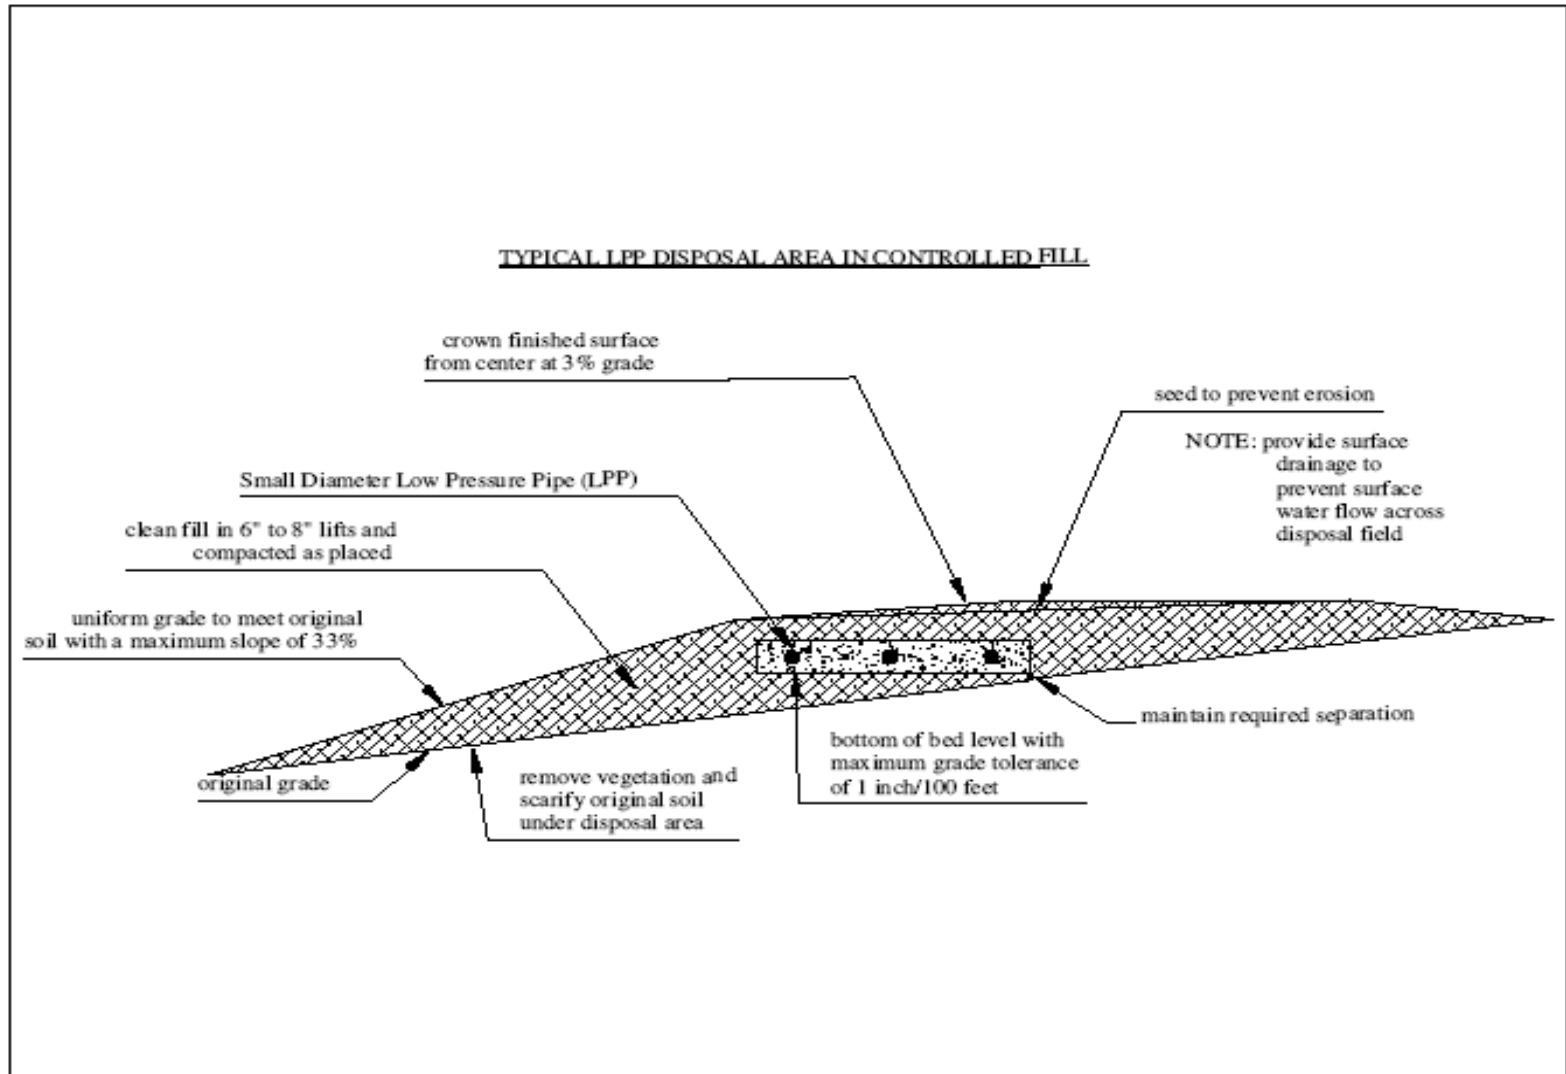 TYPICAL LPP DISPOSAL AREA IN CONTROLLED FILL
crown finished surface
from center at 3% grade
seed to prevent erosion
NOTE: provide surface
drainage to
prevent surface
water flow across
disposal field
Small Diameter Low Pressure Pipe (LPP)
clean fill in 6" to 8" lifts and
compacted as placed
uniform grade to meet original
soil with a maximum slope of 33%
maintain required separation
bottom of bed level with
maximum grade tolerance
of 1 inch/100 feet
original grade
remove vegetation and
scarify original soil
under disposal area